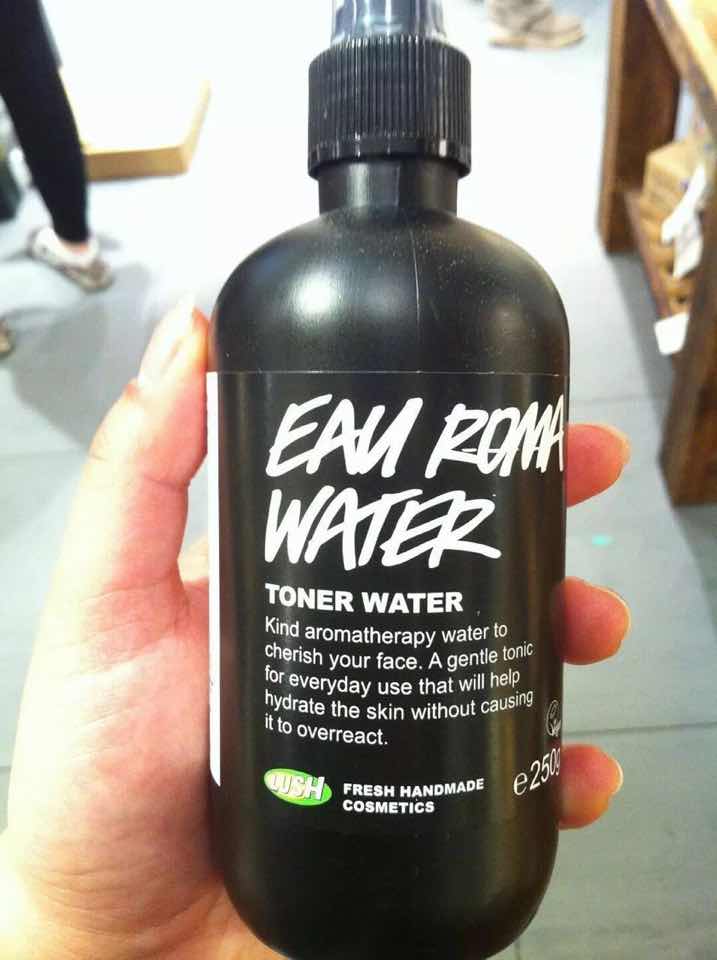 EAU ROMA
WATER
TONER WATER
Kind aromatherapy water to
cherish your face. A gentle tonic
for everyday use that will help
hydrate the skin without causing
it to overreact.
LUSH
FRESH HANDMADE
COSMETICS
e 250g